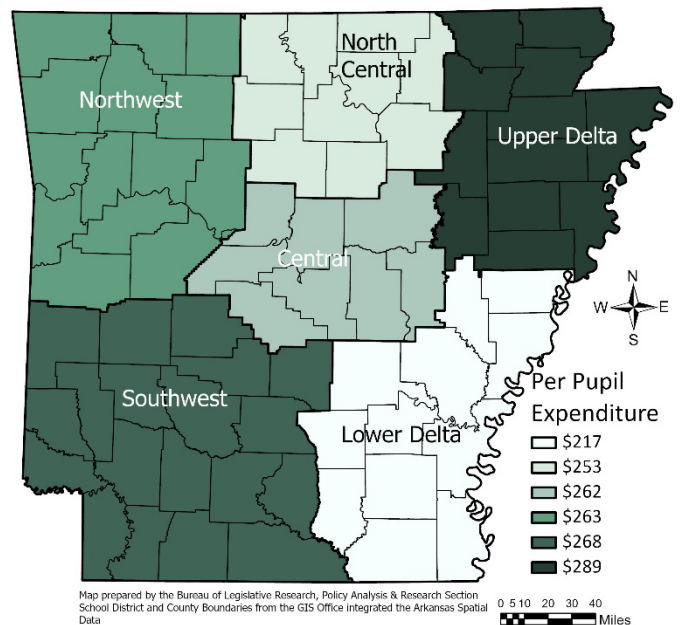 North
Central
Northwest
Upper Delta
Central
N
W E
S
Southwest
Lower Delta
Per Pupil
Expenditure
$217
$253
$262
$263
$268
$289
Map prepared by the Bureau of Legislative Research, Policy Analysis & Research Section
School District and County Boundaries from the GIS Office integrated the Arkansas Spatial
Data
0 5 10 20 30 40
Miles